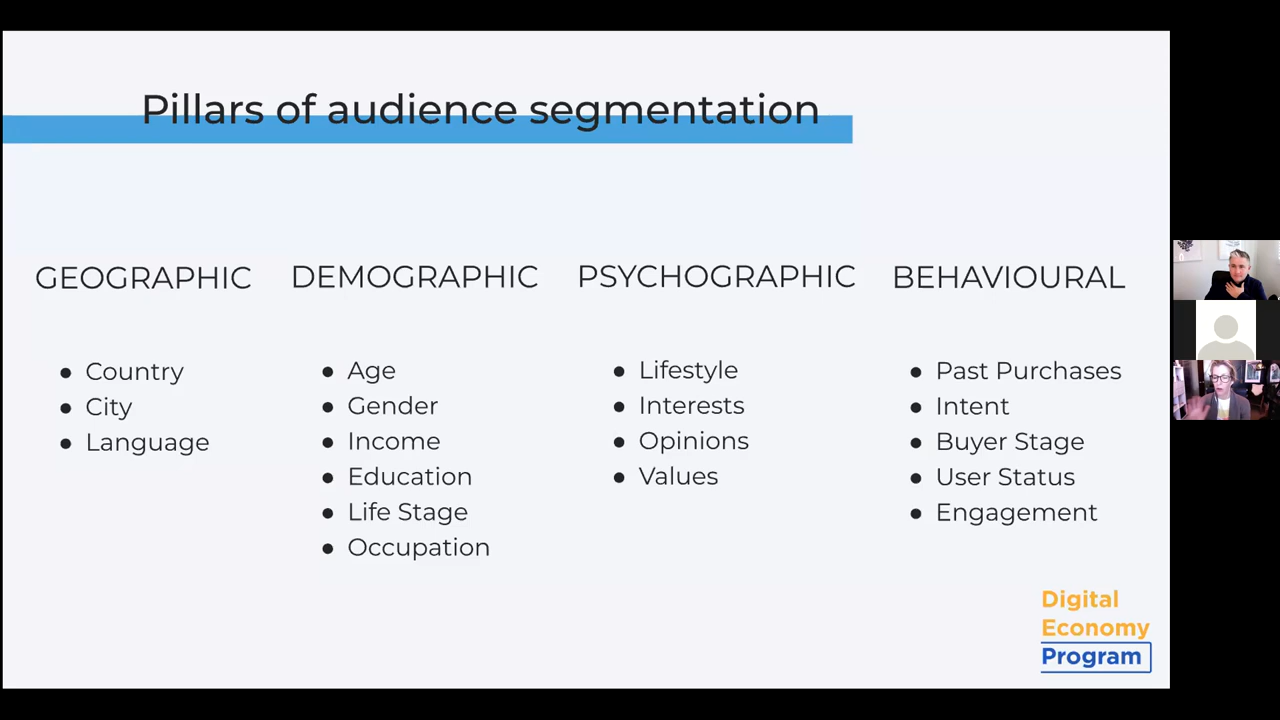 Pillars of audience segmentation
GEOGRAPHIC
Country
City
Language
DEMOGRAPHIC
Age
Gender
Income
Education
Life Stage
Occupation
PSYCHOGRAPHIC
Lifestyle
Interests
Opinions
Values
BEHAVIOURAL
Past Purchases
Intent
Buyer Stage
User Status
Engagement
Digital
Economy
Program